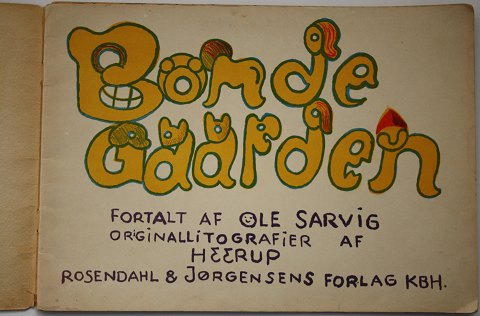 Bonde
Gaarden
FORTALT AF OLE SARVIG
ORIGINALLITOGRAFIER AF
HEERUP
ROSENDAHL & JØRGENSENS FORLAG KBH.